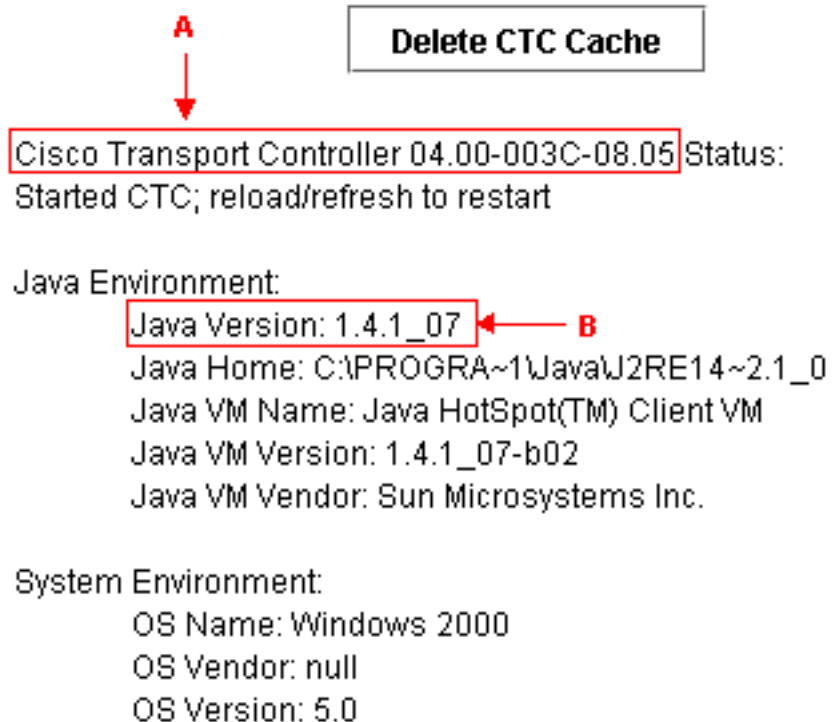 A
Delete CTC Cache
Cisco Transport Controller 04.00-003C-08.05 Status:
Started CTC; reload/refresh to restart
Java Environment:
Java Version: 1.4.1_07
B
Java Home: C:\PROGRA~1\Java\J2RE14~2.1_0
Java VM Name: Java HotSpot(TM) Client VM
Java VM Version: 1.4.1_07-b02
Java VM Vendor: Sun Microsystems Inc.
System Environment:
OS Name: Windows 2000
OS Vendor: null
OS Version: 5.0